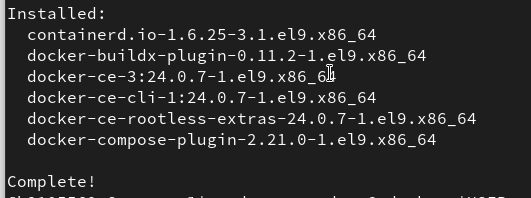 Installed:
containerd.io-1.6.25-3.1.el9.x86_64
docker-buildx-plugin-0.11.2-1.el9.x86_64
docker-ce-3:24.0.7-1.el9.x86_64
docker-ce-cli-1:24.0.7-1.el9.x86_64
docker-ce-rootless-extras-24.0.7-1.el9.x86_64
docker-compose-plugin-2.21.0-1.el9.x86_64
Complete!